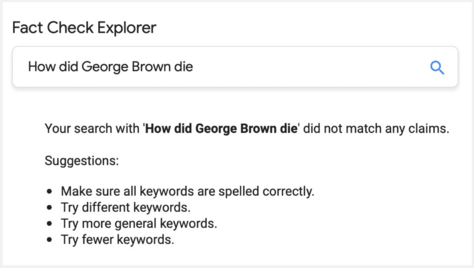 Fact Check Explorer
How did George Brown die
Your search with 'How did George Brown die' did not match any claims.
Suggestions:
• Make sure all keywords are spelled correctly.
• Try different keywords.
• Try more general keywords.
• Try fewer keywords.